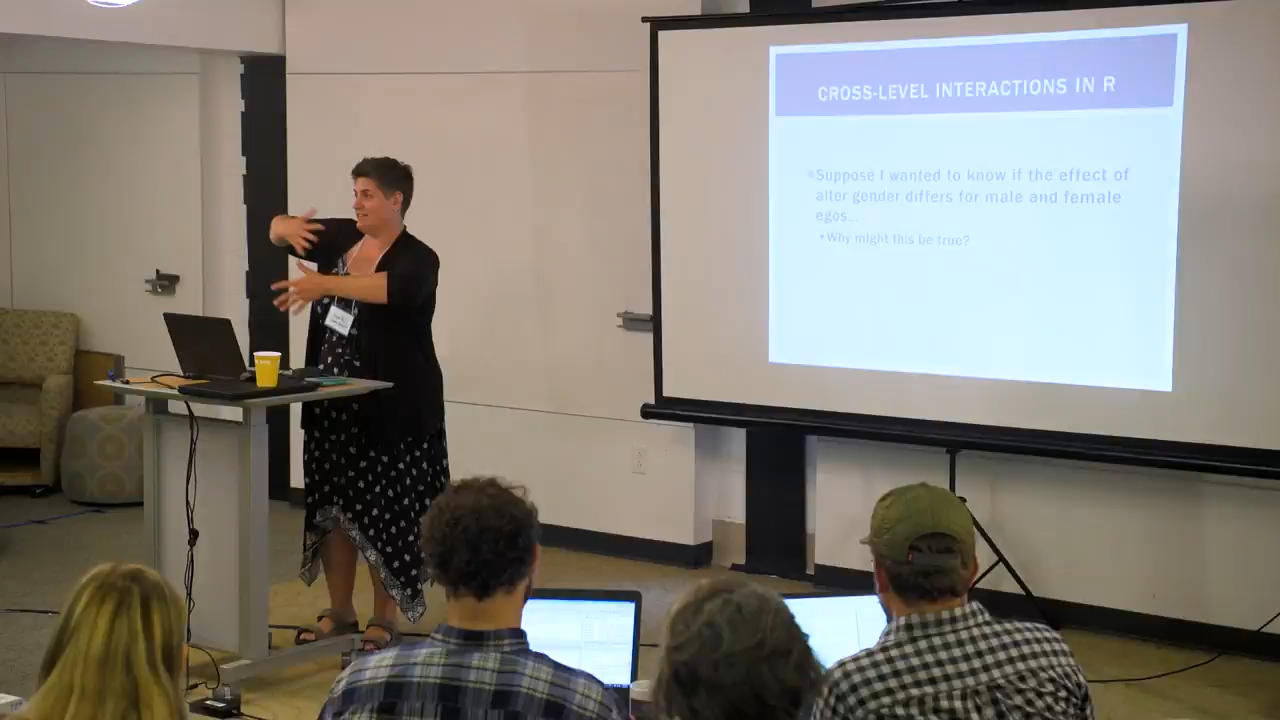 CROSS-LEVEL INTERACTIONS IN R
Suppose I wanted to know if the effect of
alter gender differs for male and female
egos...
Why might this be true?